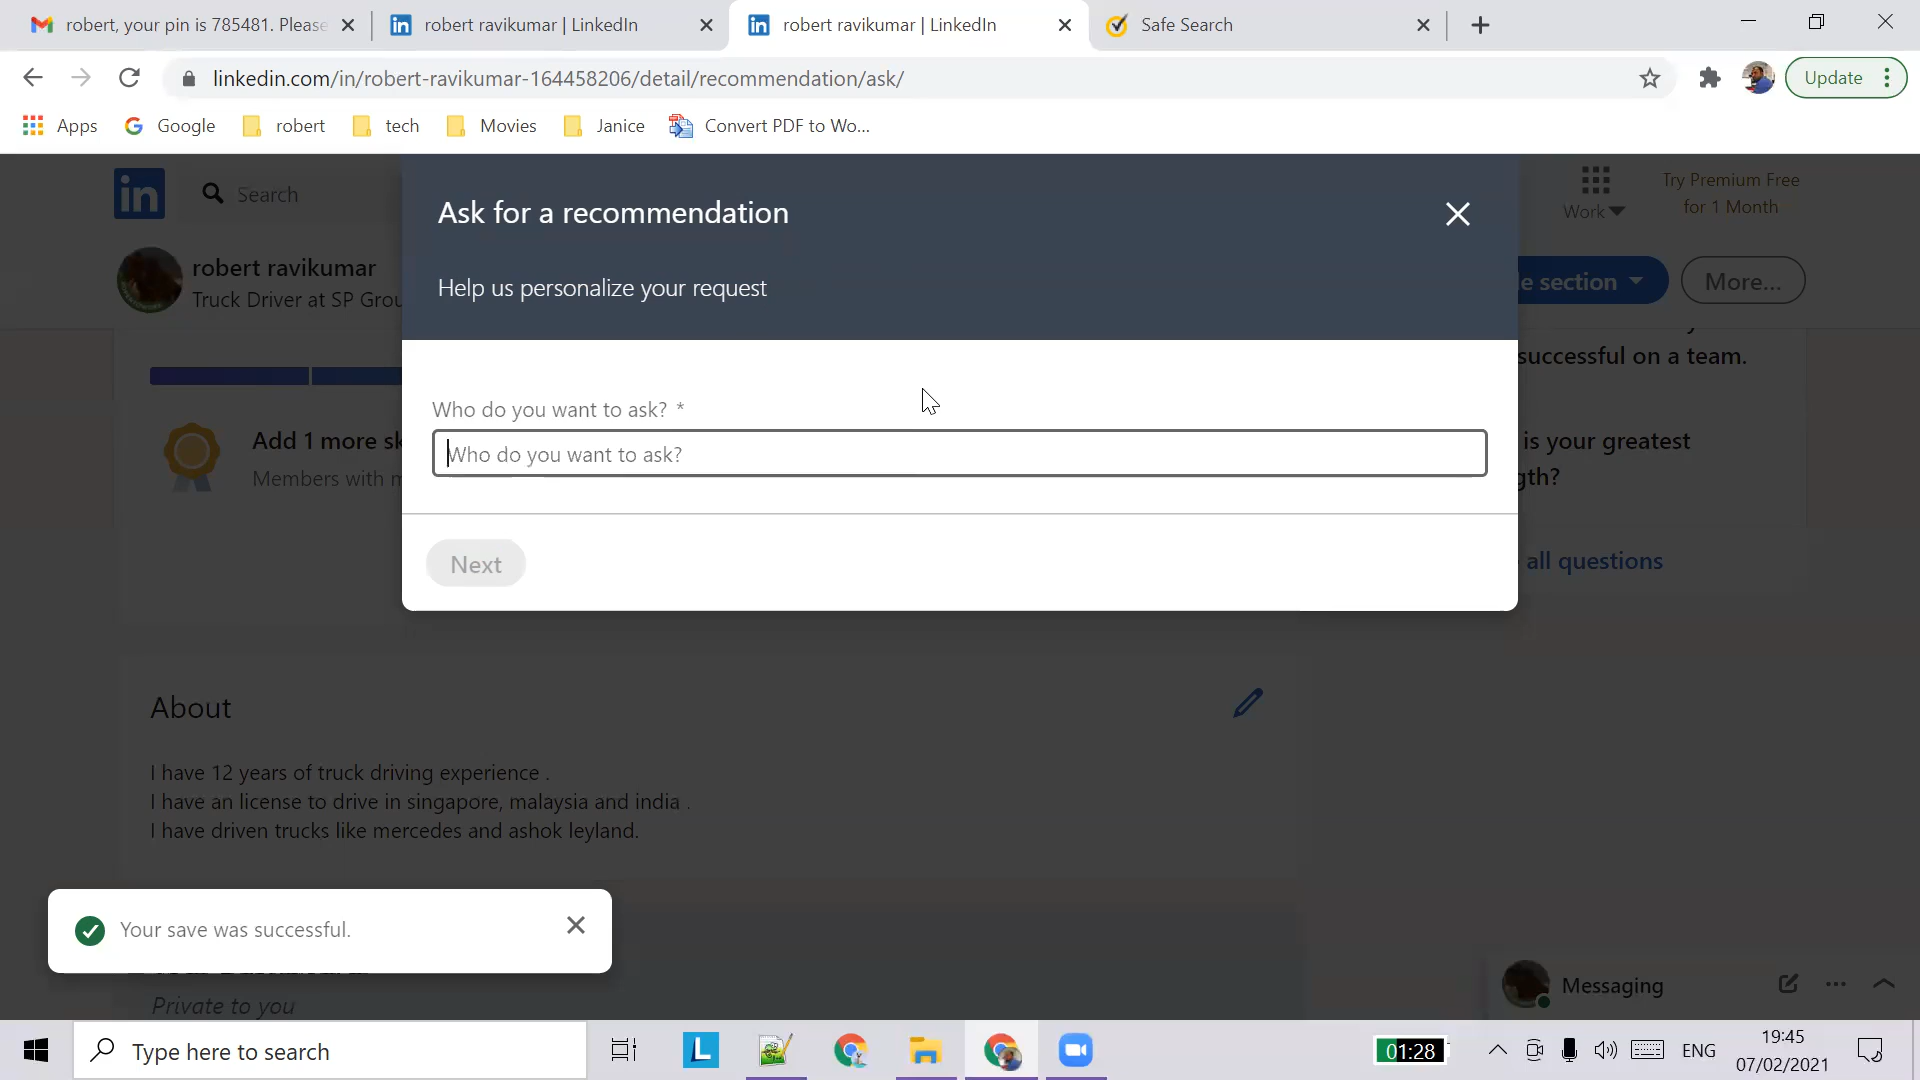 robert, your pin is 785481. Please
robert ravikumar | LinkedIn
robert ravikumar | LinkedIn
Safe Search
linkedin.com/in/robert-ravikumar-164458206/detail/recommendation/ask/
Update
Apps
Google
robert
tech
Movies
Janice
Convert PDF to Wo...
in
Search
Work
Try Premium Free
for 1 Month
Ask for a recommendation
Help us personalize your request
robert ravikumar
Truck Driver at SP Grou
e section
More...
successful on a team.
Who do you want to ask? *
Who do you want to ask?
Add 1 more sk
Members with m
is your greatest
gth?
Next
all questions
About
I have 12 years of truck driving experience .
I have an license to drive in singapore, malaysia and india .
I have driven trucks like mercedes and ashok leyland.
Your save was successful.
Private to you
Messaging
Type here to search
L
01:28
ENG
19:45
07/02/2021